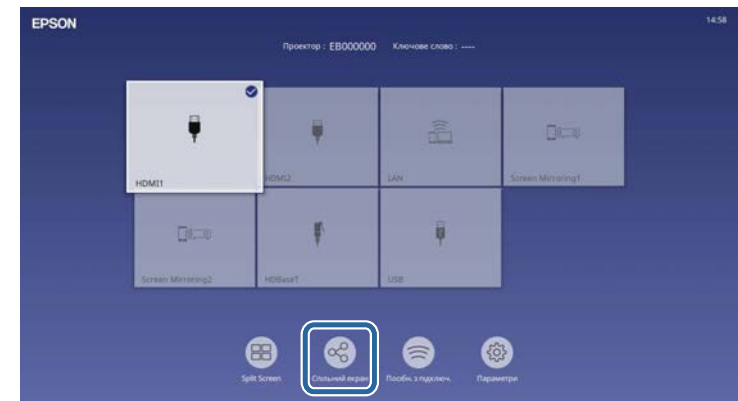 EPSON
14:58
Проектор : EB000000 Ключове слово : ----
HDMI1
HDMI2
LAN
Screen Mirroring1
Screen Mirroring2
HDBaseT
USB
Split Screen
Спільний екран
Посібн. з підключ.
Параметри